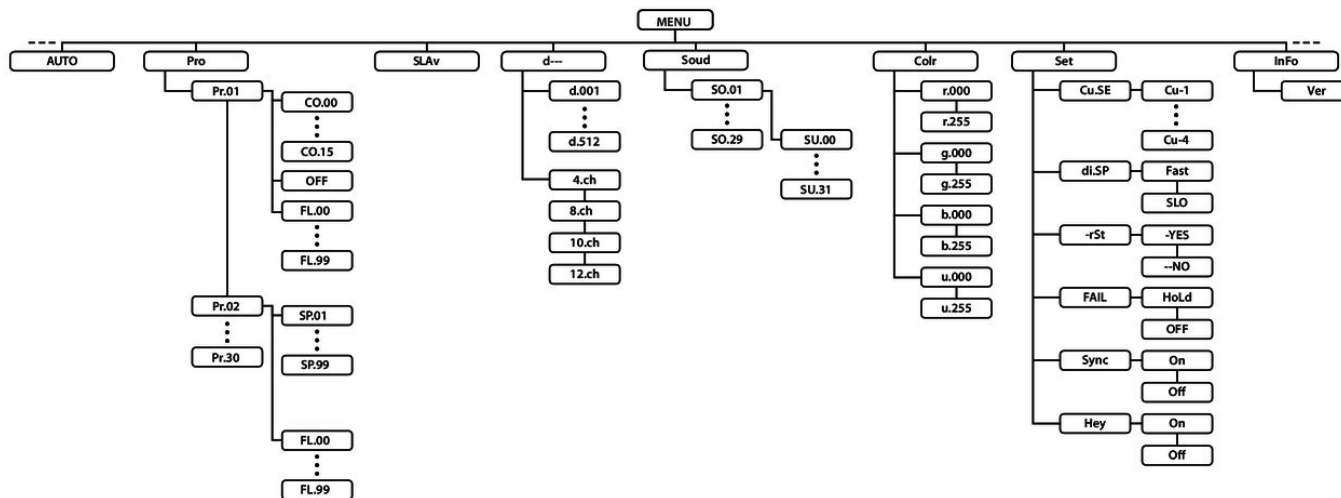 MENU
AUTO
Pro
SLAv
d---
Soud
Colr
Set
InFo
Pr.01
CO.00
CO.15
OFF
FL.00
FL.99
Pr.02
Pr.30
SP.01
SP.99
FL.00
FL.99
d.001
d.512
4.ch
8.ch
10.ch
12.ch
SO.01
SO.29
SU.00
SU.31
r.000
r.255
g.000
g.255
b.000
b.255
u.000
u.255
Cu.SE
Cu-1
Cu-4
di.SP
Fast
SLO
-rSt
-YES
--NO
FAIL
HoLd
OFF
Sync
On
Off
Hey
On
Off
Ver